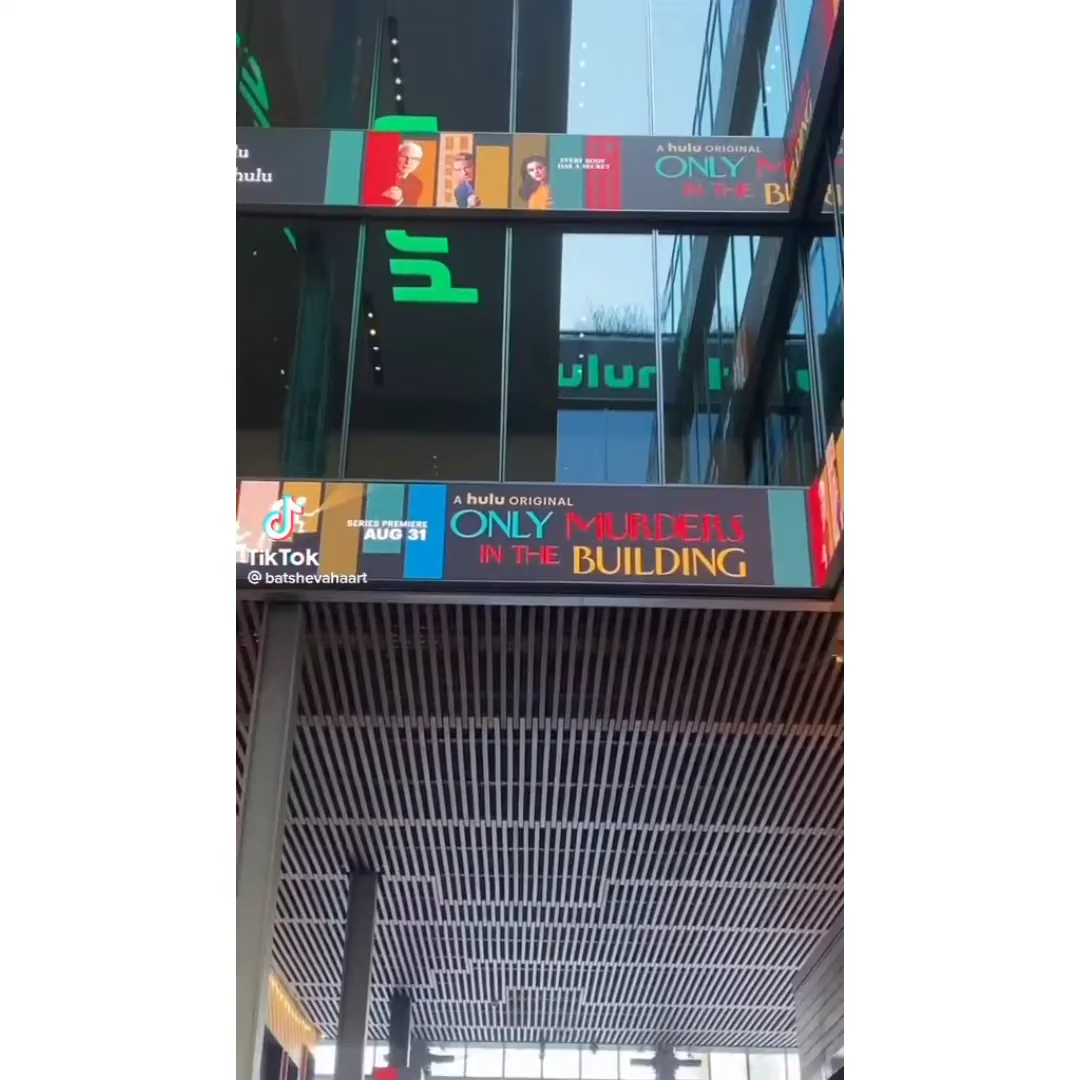 lu
hulu
EVERY BODY
HAS A SECRET
A hulu ORIGINAL
ONLY
IN THE
hulu
SERIES PREMIERE
AUG 31
A hulu ORIGINAL
ONLY MURDERS
IN THE BUILDING
TikTok
@batshevahaart